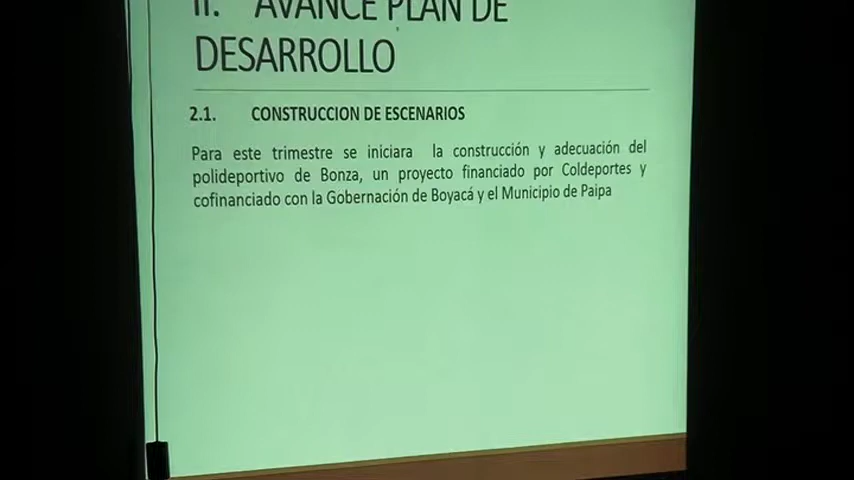 II. AVANCE PLAN DE
DESARROLLO
2.1. CONSTRUCCION DE ESCENARIOS
Para este trimestre se iniciara la construcción y adecuación del
polideportivo de Bonza, un proyecto financiado por Coldeportes y
cofinanciado con la Gobernación de Boyacá y el Municipio de Paipa